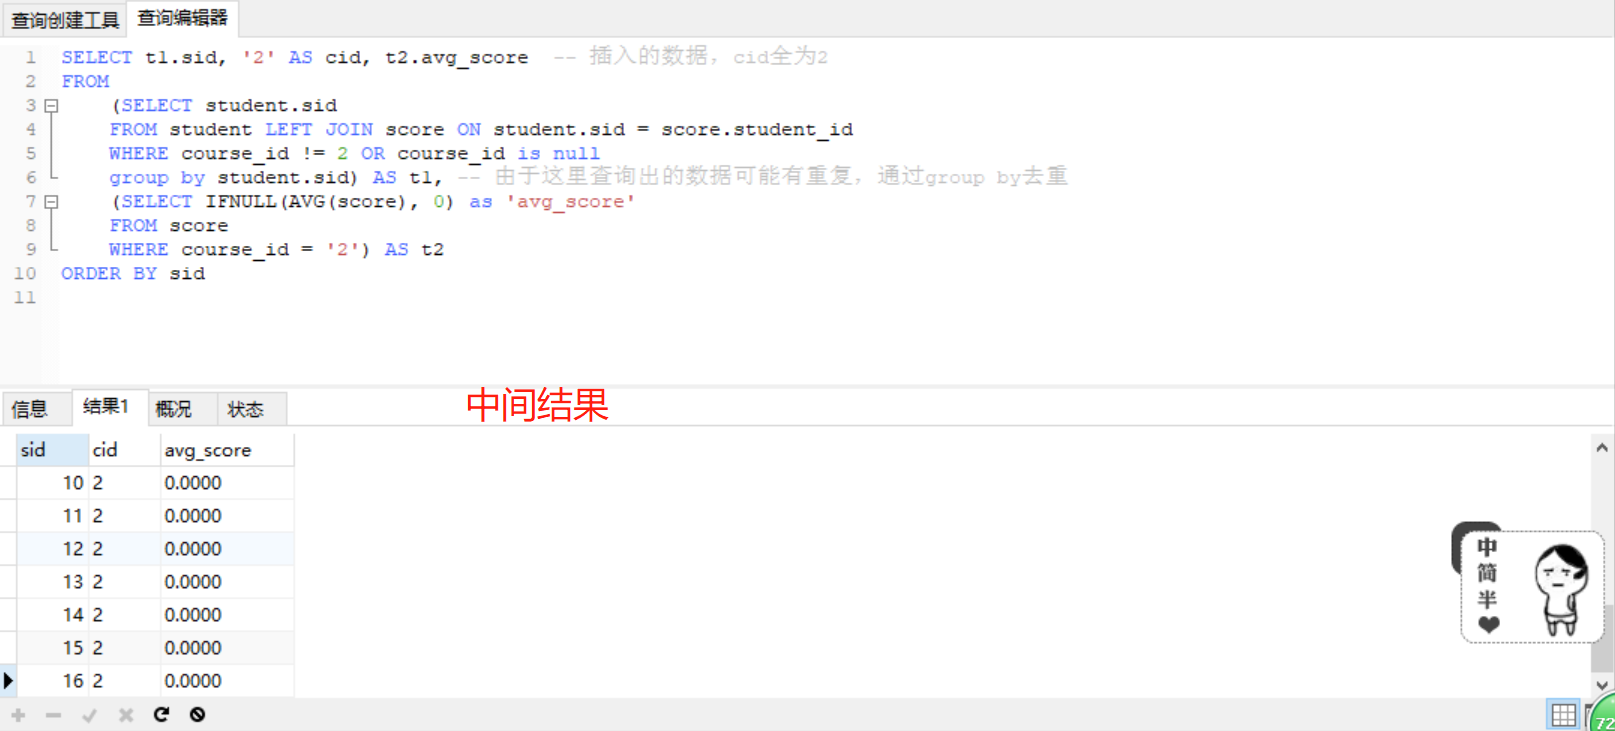 查询创建工具 查询编辑器
1 SELECT t1.sid, '2' AS cid, t2.avg_score -- 插入的数据，cid全为2
2 FROM
3 (SELECT student.sid
4 FROM student LEFT JOIN score ON student.sid = score.student_id
5 WHERE course_id != 2 OR course_id is null
6 group by student.sid) AS t1, -- 由于这里查询出的数据可能有重复，通过group by去重
7 (SELECT IFNULL(AVG(score), 0) as 'avg_score'
8 FROM score
9 WHERE course_id = '2') AS t2
10 ORDER BY sid
11
中间结果
信息 结果1 概况 状态
sid cid avg_score
10 2 0.0000
11 2 0.0000
12 2 0.0000
13 2 0.0000
14 2 0.0000
15 2 0.0000
16 2 0.0000
中
简
半
72